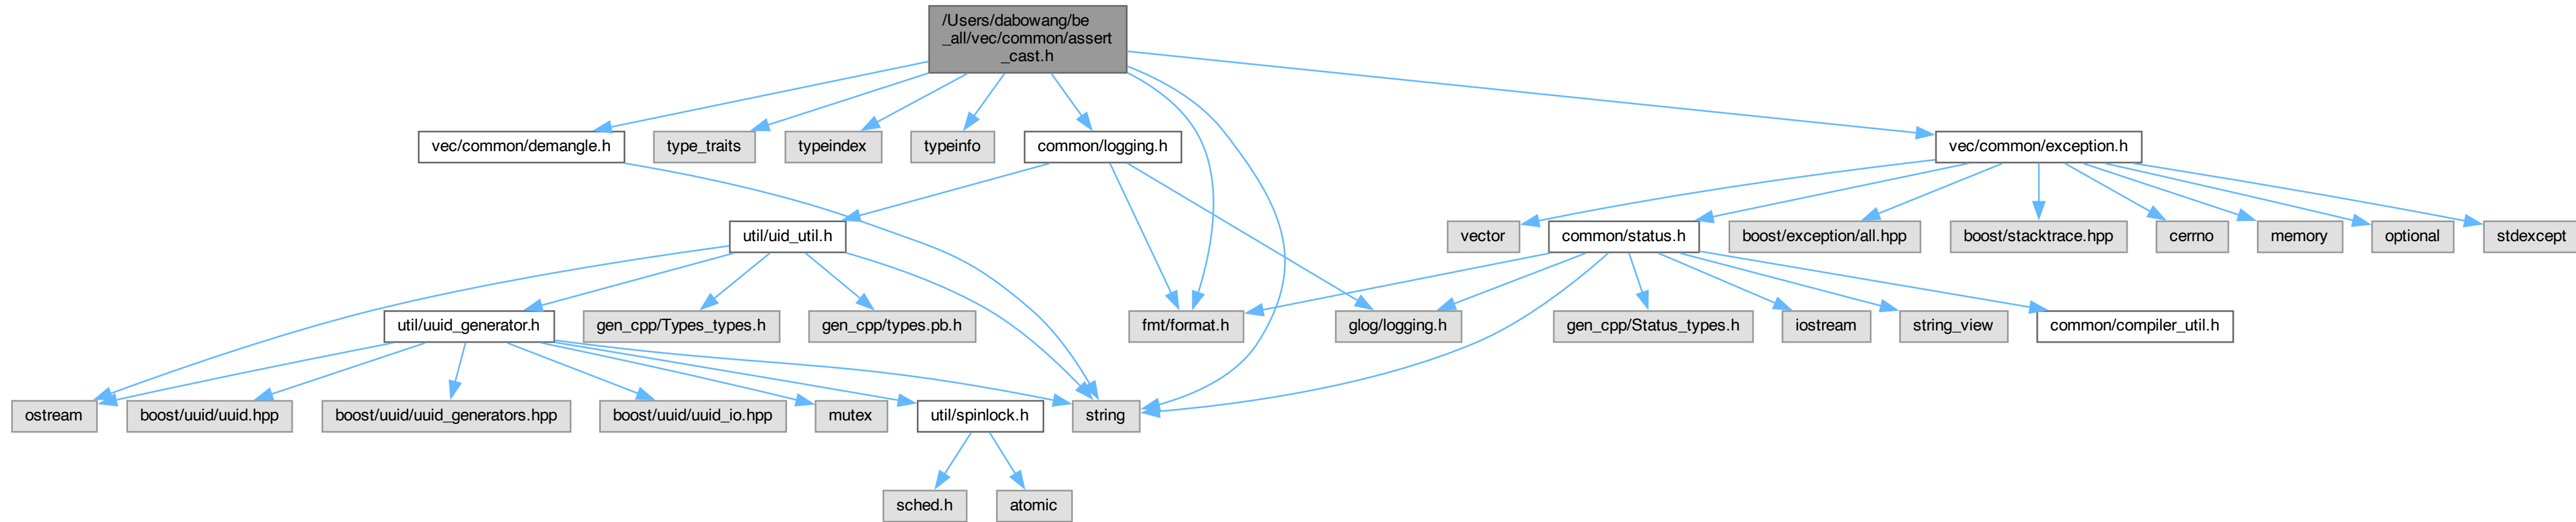 /Users/dabowang/be
_all/vec/common/assert
_cast.h
vec/common/demangle.h
type_traits
typeindex
typeinfo
common/logging.h
vec/common/exception.h
util/uid_util.h
vector
common/status.h
boost/exception/all.hpp
boost/stacktrace.hpp
cerrno
memory
optional
stdexcept
util/uuid_generator.h
gen_cpp/Types_types.h
gen_cpp/types.pb.h
fmt/format.h
glog/logging.h
gen_cpp/Status_types.h
iostream
string_view
common/compiler_util.h
ostream
boost/uuid/uuid.hpp
boost/uuid/uuid_generators.hpp
boost/uuid/uuid_io.hpp
mutex
util/spinlock.h
string
sched.h
atomic